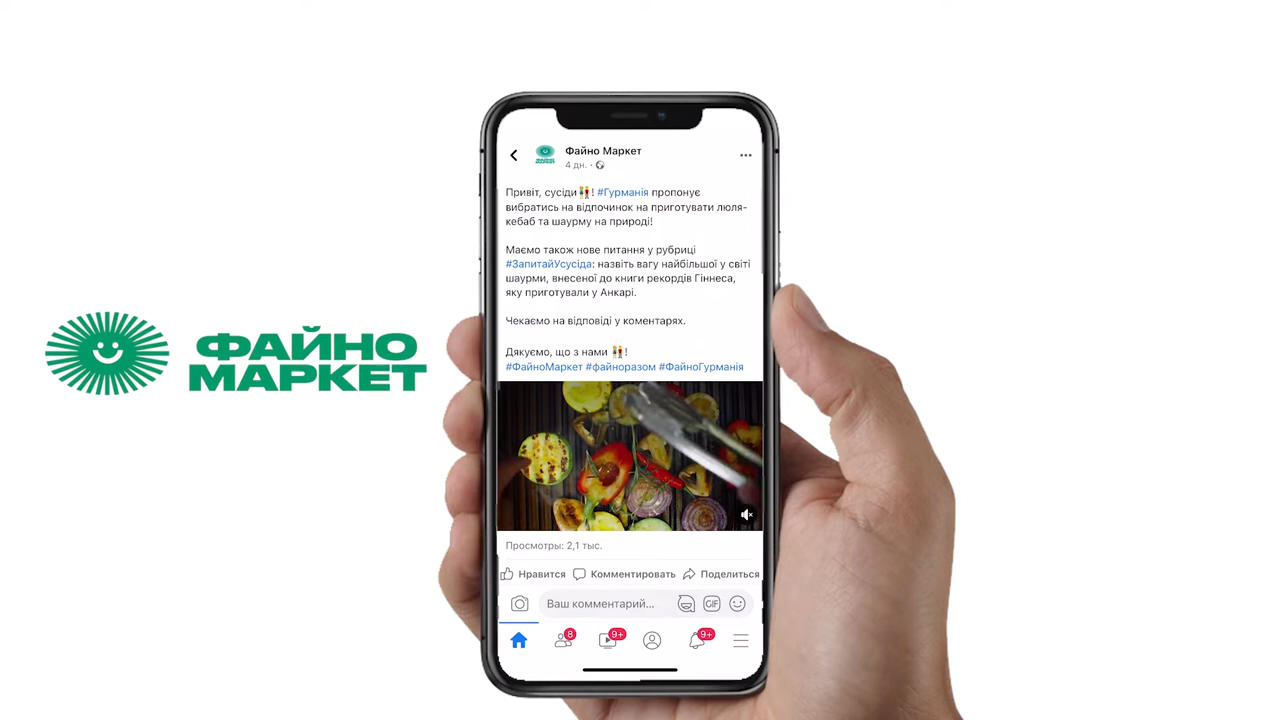 ФАЙНО
МАРКЕТ
Файно Маркет
4 дн. ·
Привіт, сусіди! #Гурманія пропонує
вибратись на відпочинок на приготувати люля-
кебаб та шаурму на природі!
Маємо також нове питання у рубриці
#ЗапитайУсусіда: назвіть вагу найбільшої у світі
шаурми, внесеної до книги рекордів Гіннеса,
яку приготували у Анкарі.
Чекаємо на відповіді у коментарях.
Дякуємо, що з нами !
#ФайноМаркет #файноразом #ФайноГурманія
Просмотры: 2,1 тыс.
Нравится Комментировать Поделиться
Ваш комментарий... GIF
8 9+ 9+